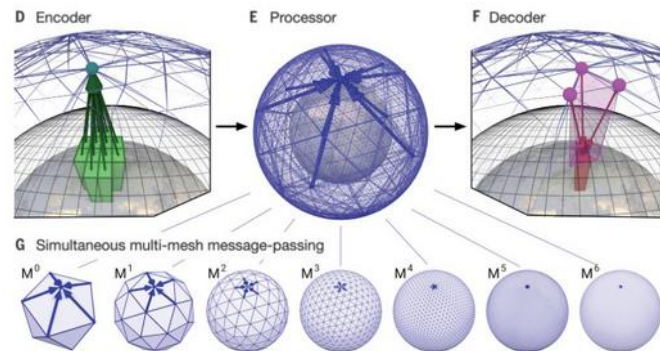 D Encoder
E Processor
F Decoder
G Simultaneous multi-mesh message-passing
M⁰ M¹ M² M³ M⁴ M⁵ M⁶